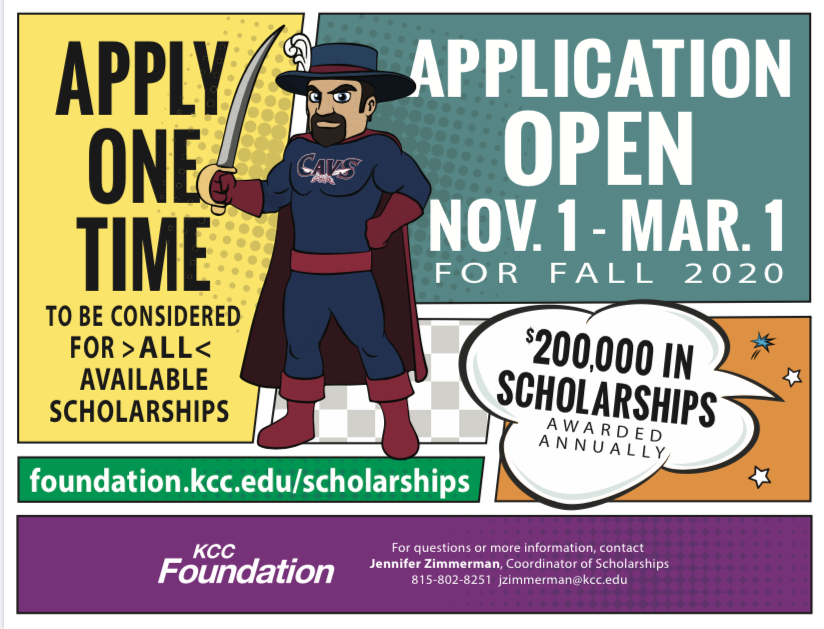 APPLY
ONE
TIME
TO BE CONSIDERED
FOR >ALL<
AVAILABLE
SCHOLARSHIPS
CAVS
APPLICATION
OPEN
NOV. 1 - MAR. 1
FOR FALL 2020
$200,000 IN
SCHOLARSHIPS
AWARDED
ANNUALLY
foundation.kcc.edu/scholarships
KCC
Foundation
For questions or more information, contact
Jennifer Zimmerman, Coordinator of Scholarships
815-802-8251 jzimmerman@kcc.edu